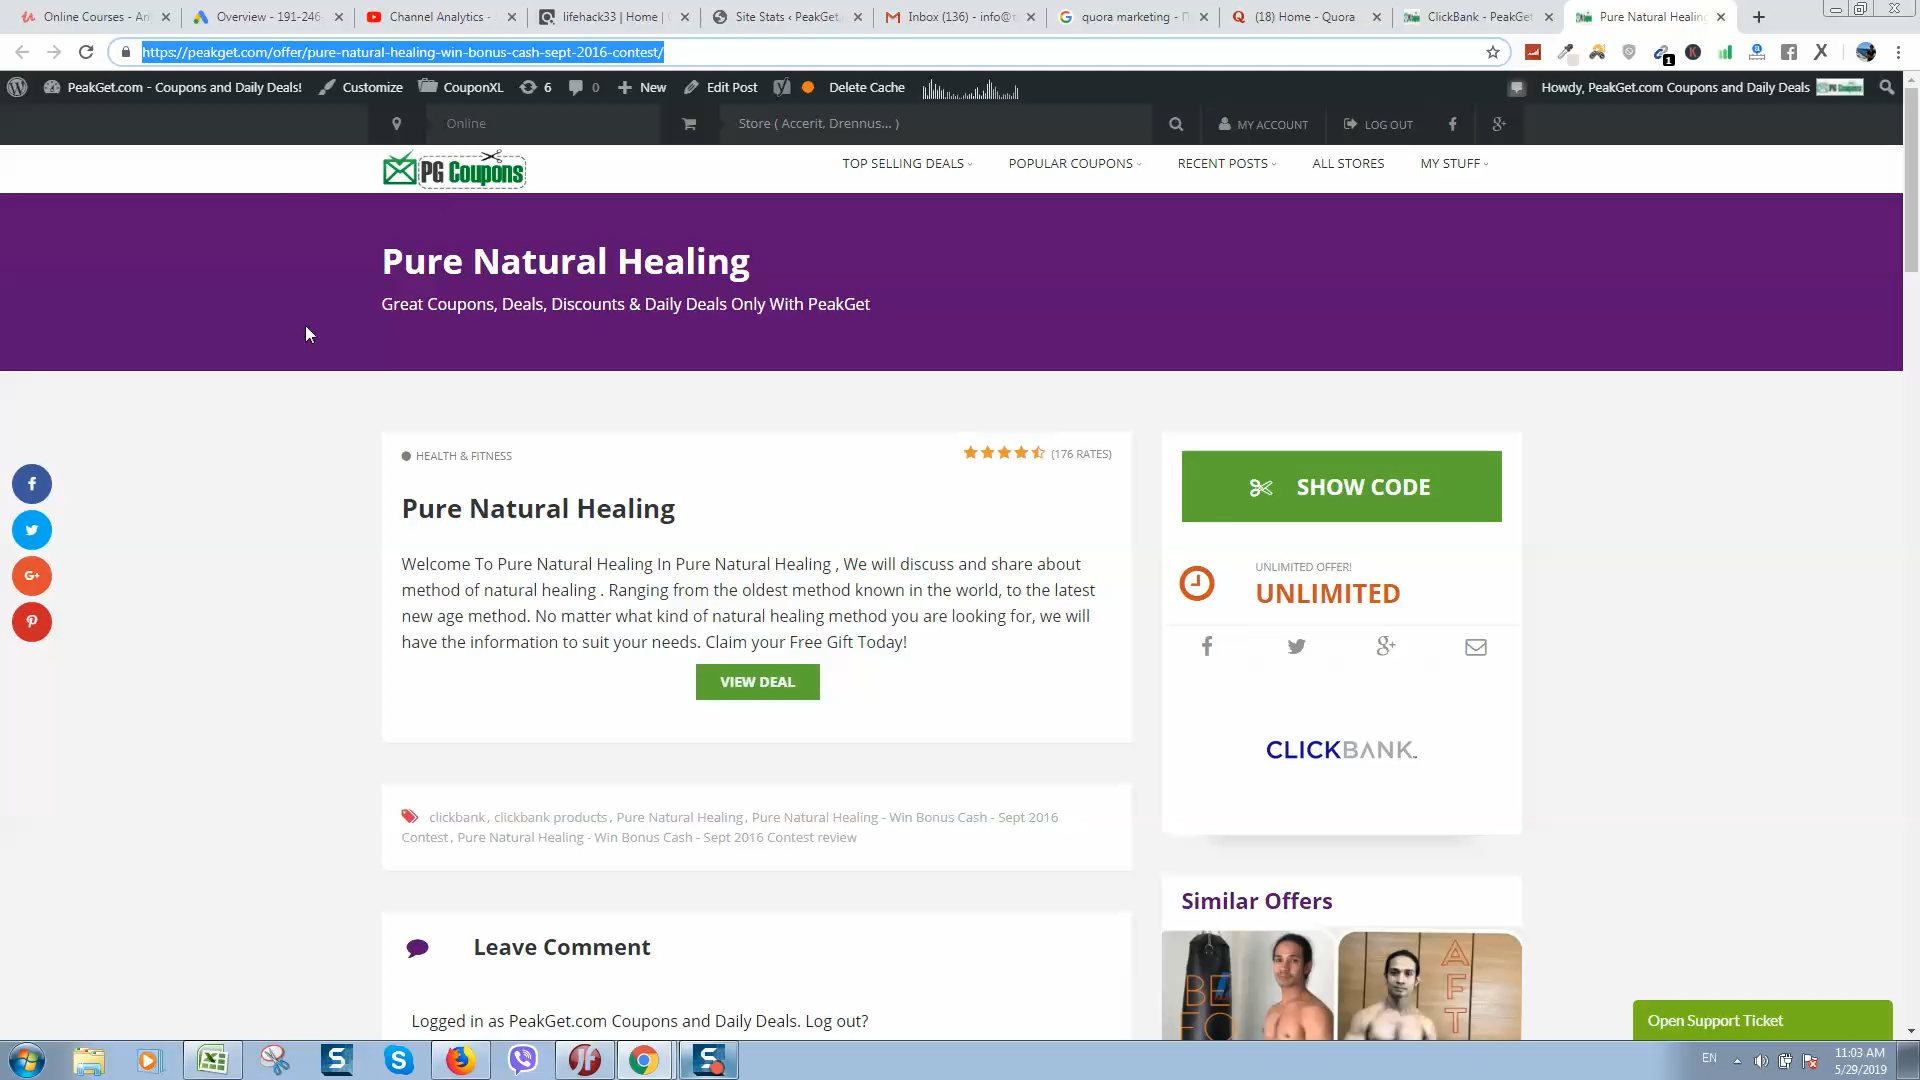 Online Courses - An
Overview - 191-246-
Channel Analytics -
lifehack33 | Home |
Site Stats ‹ PeakGet.
Inbox (136) - info@t
quora marketing - П
(18) Home - Quora
ClickBank - PeakGet
Pure Natural Healing
https://peakget.com/offer/pure-natural-healing-win-bonus-cash-sept-2016-contest/
PeakGet.com - Coupons and Daily Deals!
Customize
CouponXL
6
0
New
Edit Post
Delete Cache
Howdy, PeakGet.com Coupons and Daily Deals
Online
Store ( Accerit, Drennus... )
MY ACCOUNT
LOG OUT
PG Coupons
TOP SELLING DEALS
POPULAR COUPONS
RECENT POSTS
ALL STORES
MY STUFF
Pure Natural Healing
Great Coupons, Deals, Discounts & Daily Deals Only With PeakGet
HEALTH & FITNESS
(176 RATES)
Pure Natural Healing
Welcome To Pure Natural Healing In Pure Natural Healing , We will discuss and share about
method of natural healing . Ranging from the oldest method known in the world, to the latest
new age method. No matter what kind of natural healing method you are looking for, we will
have the information to suit your needs. Claim your Free Gift Today!
VIEW DEAL
SHOW CODE
UNLIMITED OFFER!
UNLIMITED
CLICKBANK
clickbank, clickbank products, Pure Natural Healing, Pure Natural Healing - Win Bonus Cash - Sept 2016
Contest, Pure Natural Healing - Win Bonus Cash - Sept 2016 Contest review
Leave Comment
Logged in as PeakGet.com Coupons and Daily Deals. Log out?
Similar Offers
BE
FO
AFT
Open Support Ticket
EN
11:03 AM
5/29/2019